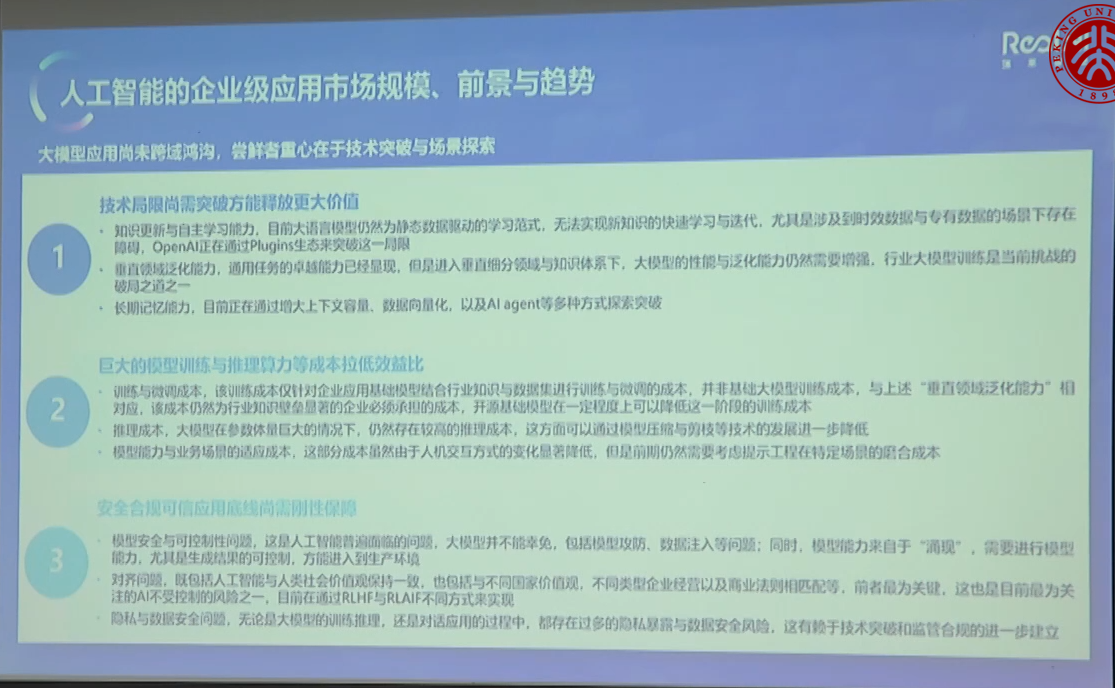 人工智能的企业级应用市场规模、前景与趋势
PEKING UNI
1898
大模型应用尚未跨域鸿沟，尝鲜者重心在于技术突破与场景探索
1
技术局限尚需突破方能释放更大价值
• 知识更新与自主学习能力，目前大语言模型仍然为静态数据驱动的学习范式，无法实现新知识的快速学习与迭代，尤其是涉及到时效数据与专有数据的场景下存在
障碍，OpenAI正在通过Plugins生态来突破这一局限
• 垂直领域泛化能力，通用任务的卓越能力已经显现，但是进入垂直细分领域与知识体系下，大模型的性能与泛化能力仍然需要增强，行业大模型训练是当前挑战的
破局之道之一
• 长期记忆能力，目前正在通过增大上下文容量、数据向量化，以及AI agent等多种方式探索突破
2
巨大的模型训练与推理算力等成本拉低效益比
• 训练与微调成本，该训练成本仅针对企业应用基础模型结合行业知识与数据集进行训练与微调的成本，并非基础大模型训练成本，与上述“垂直领域泛化能力”相
对应，该成本仍然为行业知识壁垒显著的企业必须承担的成本，开源基础模型在一定程度上可以降低这一阶段的训练成本
• 推理成本，大模型在参数体量巨大的情况下，仍然存在较高的推理成本，这方面可以通过模型压缩与剪枝等技术的发展进一步降低
• 模型能力与业务场景的适应成本，这部分成本虽然由于人机交互方式的变化显著降低，但是前期仍然需要考虑提示工程在特定场景的磨合成本
3
安全合规可信应用底线尚需刚性保障
• 模型安全与可控制性问题，这是人工智能普遍面临的问题，大模型并不能幸免，包括模型攻防、数据注入等问题；同时，模型能力来自于“涌现”，需要进行模型
能力，尤其是生成结果的可控制，方能进入到生产环境
• 对齐问题，既包括人工智能与人类社会价值观保持一致，也包括与不同国家价值观，不同类型企业经营以及商业法则相匹配等，前者最为关键，这也是目前最为关
注的AI不受控制的风险之一，目前在通过RLHF与RLAIF不同方式来实现
• 隐私与数据安全问题，无论是大模型的训练推理，还是对话应用的过程中，都存在过多的隐私暴露与数据安全风险，这有赖于技术突破和监管合规的进一步建立